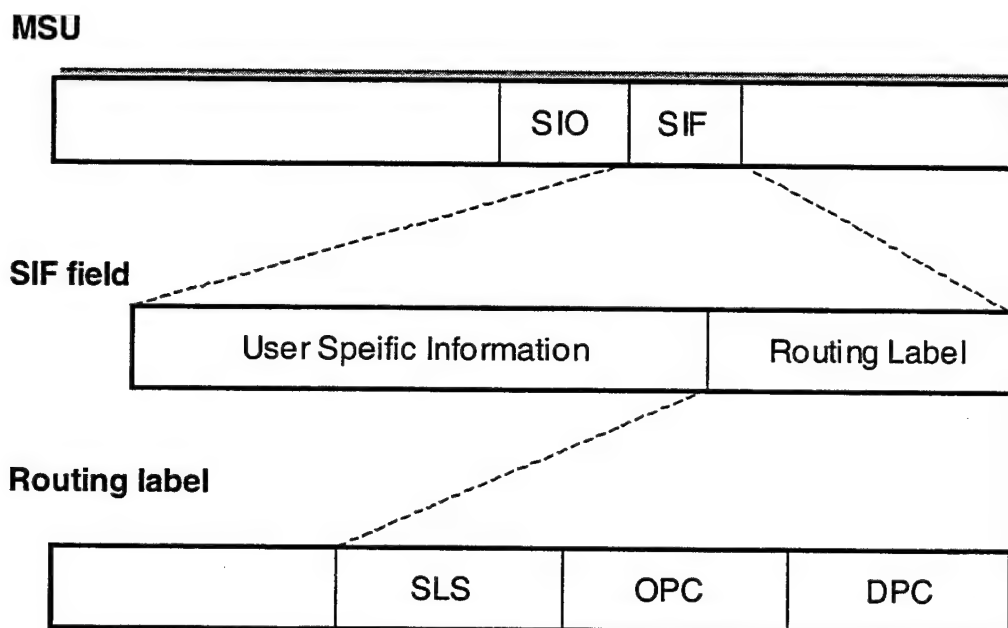 MSU
SIO SIF
SIF field
User Speific Information Routing Label
Routing label
SLS OPC DPC